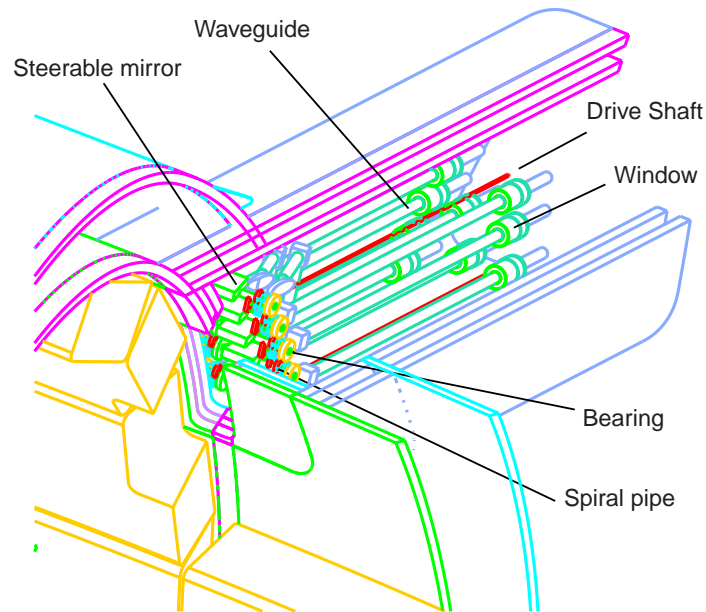 Waveguide
Steerable mirror
Drive Shaft
Window
Bearing
Spiral pipe